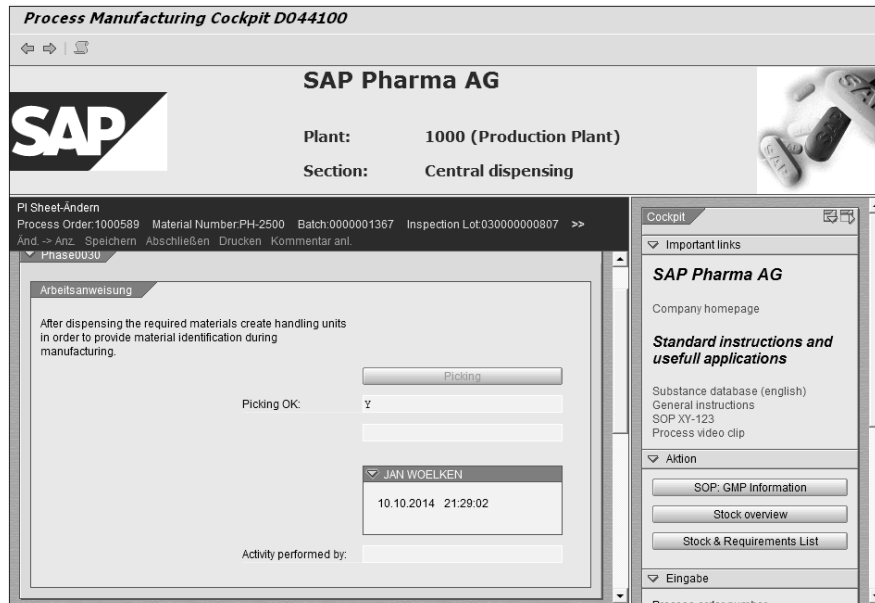 Process Manufacturing Cockpit D044100
SAP Pharma AG
SAP
Plant: 1000 (Production Plant)
Section: Central dispensing
PI Sheet-Ändern
Process Order:1000589 Material Number:PH-2500 Batch:0000001367 Inspection Lot:030000000807 >>
Änd. -> Anz. Speichern Abschließen Drucken Kommentar anl.
Phase0030
Arbeitsanweisung
After dispensing the required materials create handling units
in order to provide material identification during
manufacturing.
Picking
Picking OK: Y
JAN WOELKEN
10.10.2014 21:29:02
Activity performed by:
Cockpit
Important links
SAP Pharma AG
Company homepage
Standard instructions and
usefull applications
Substance database (english)
General instructions
SOP XY-123
Process video clip
Aktion
SOP: GMP Information
Stock overview
Stock & Requirements List
Eingabe